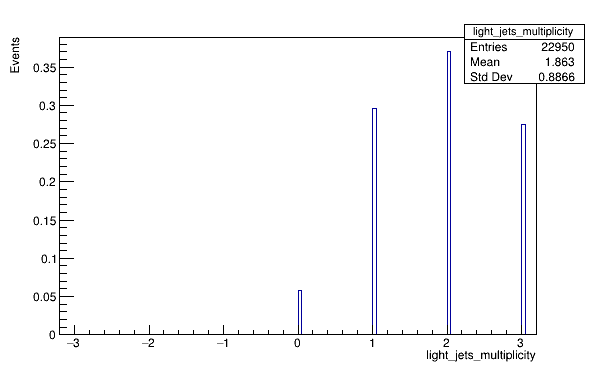 light_jets_multiplicity
Entries 22950
Mean 1.863
Std Dev 0.8866
Events
0.35
0.3
0.25
0.2
0.15
0.1
0.05
0
−3 −2 −1 0 1 2 3
light_jets_multiplicity